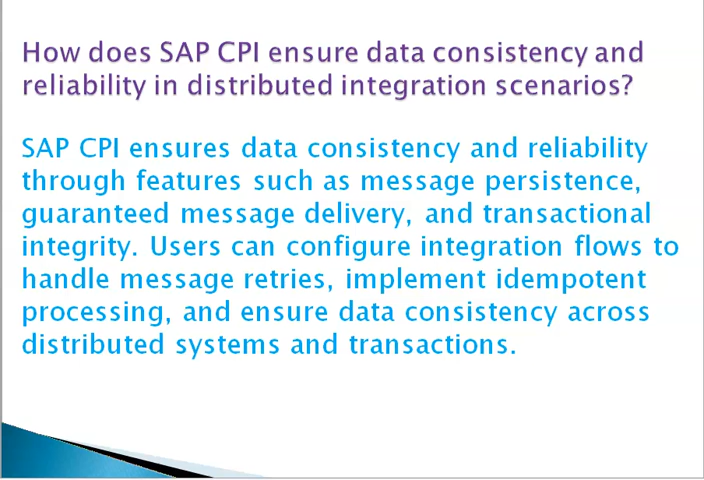 How does SAP CPI ensure data consistency and
reliability in distributed integration scenarios?
SAP CPI ensures data consistency and reliability
through features such as message persistence,
guaranteed message delivery, and transactional
integrity. Users can configure integration flows to
handle message retries, implement idempotent
processing, and ensure data consistency across
distributed systems and transactions.